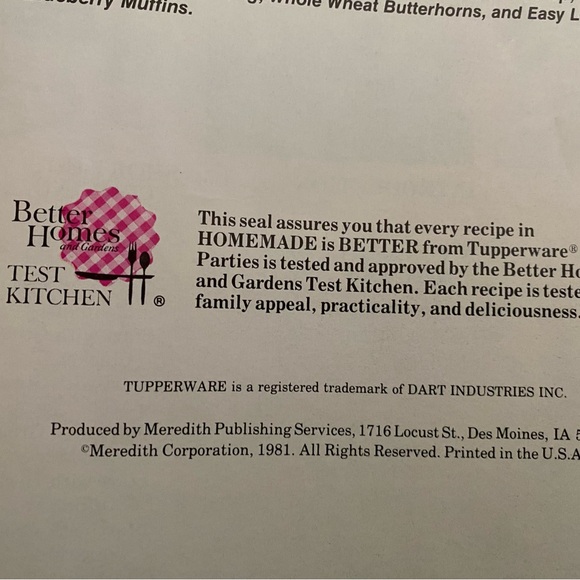 Muffins.
Whole Wheat Butterhorns, and Easy L
Better
Homes
and Gardens
TEST
KITCHEN ®
This seal assures you that every recipe in
HOMEMADE is BETTER from Tupperware®
Parties is tested and approved by the Better Ho
and Gardens Test Kitchen. Each recipe is teste
family appeal, practicality, and deliciousness.
TUPPERWARE is a registered trademark of DART INDUSTRIES INC.
Produced by Meredith Publishing Services, 1716 Locust St., Des Moines, IA
©Meredith Corporation, 1981. All Rights Reserved. Printed in the U.S.A